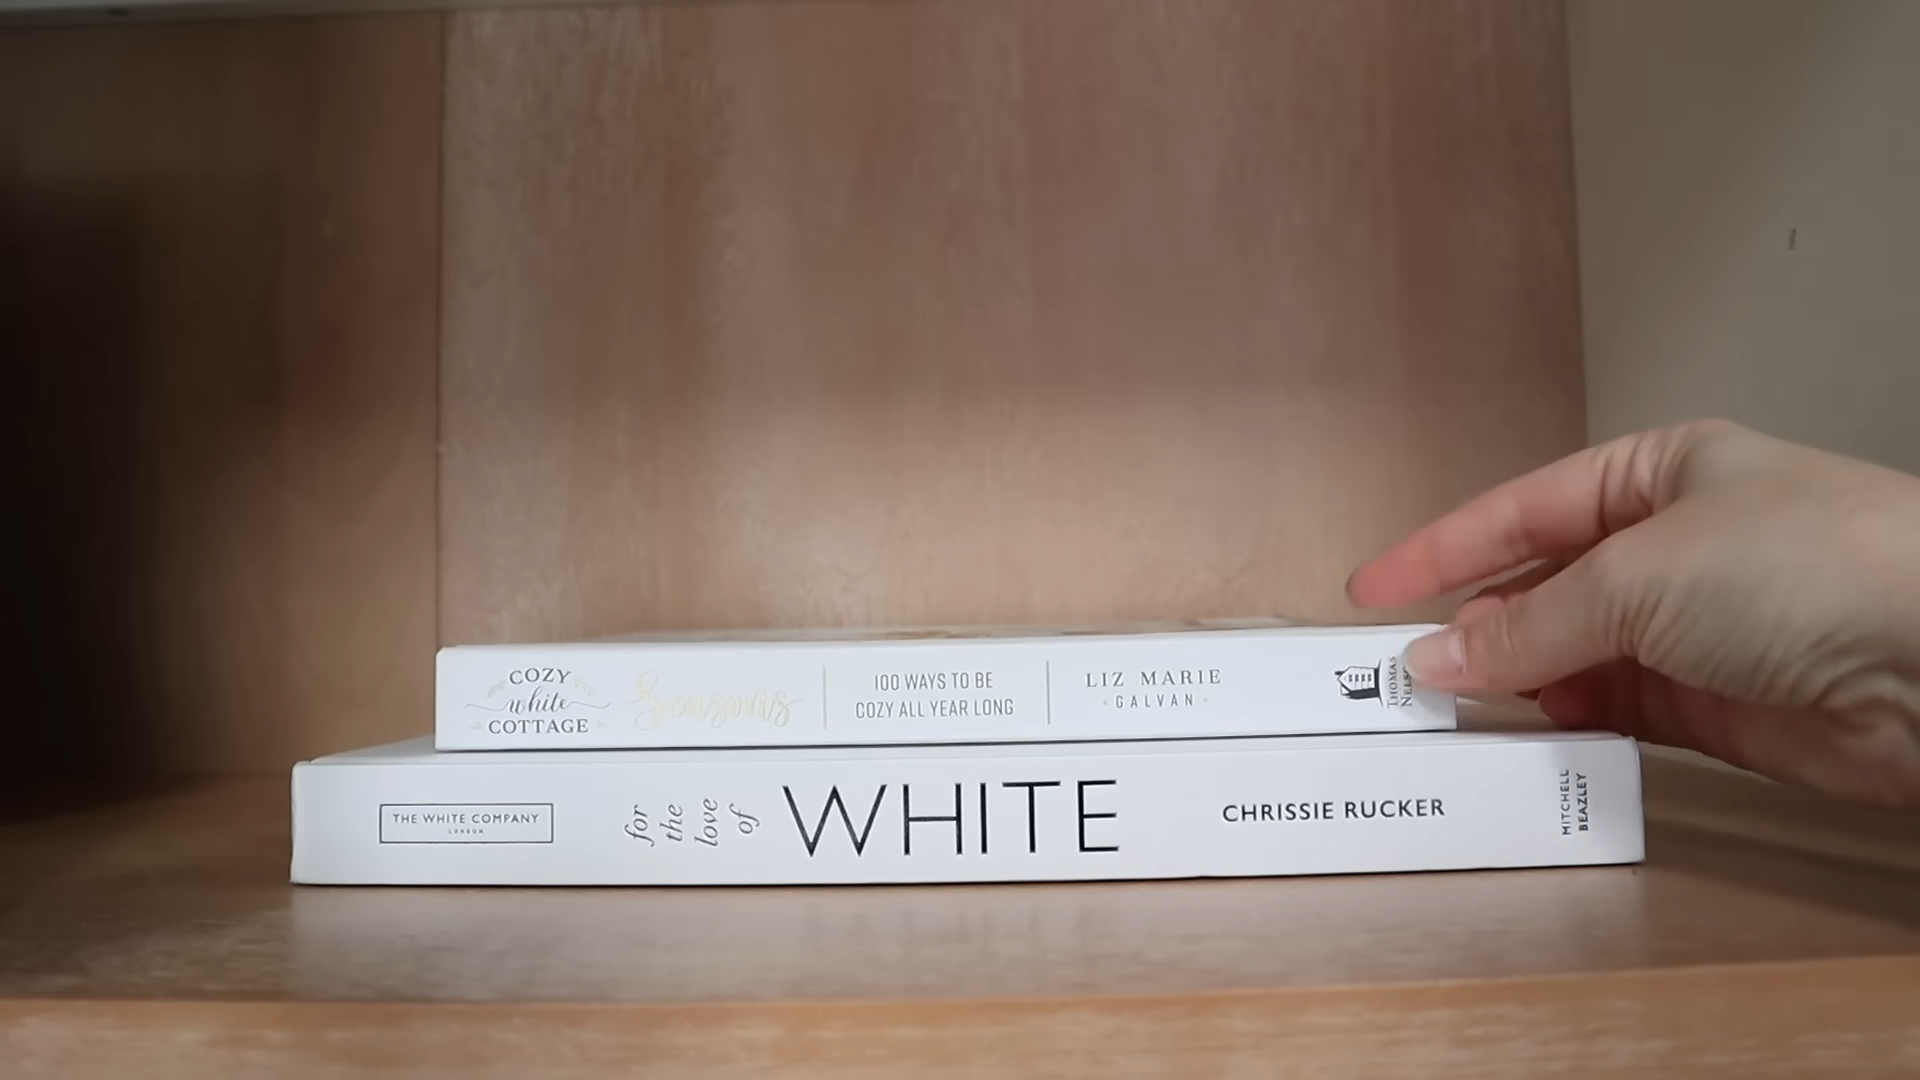 COZY
white
COTTAGE
Seasons
100 WAYS TO BE
COZY ALL YEAR LONG
LIZ MARIE
GALVAN
THOMAS
THE WHITE COMPANY
LONDON
for
the
love
of
WHITE
CHRISSIE RUCKER
MITCHELL
BEAZLEY